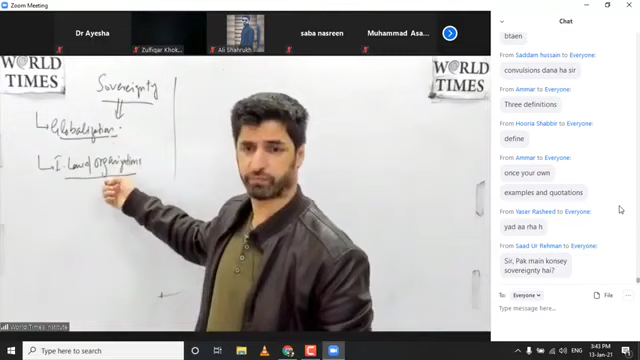 Zoom Meeting
Dr Ayesha
Zulfiqar Khok...
Ali Shahrukh
saba nasreen
Muhammad Asa...
W@RLD
TIMES
W@RLD
TIMES
Sovereignty
Globalization.
I. Law & organizations
World Times Institute
Chat
btaen
From Saddam hussain to Everyone:
convulsions dana ha sir
From Ammar to Everyone:
Three definitions
From Hooria Shabbir to Everyone:
define
From Ammar to Everyone:
once your own
examples and quotations
From Yaser Rasheed to Everyone:
yad aa rha h
From Saad Ur Rehman to Everyone:
Sir, Pak main konsey
sovereignty hai?
To: Everyone
File
Type message here...
Type here to search
3:43 PM
13-Jan-21